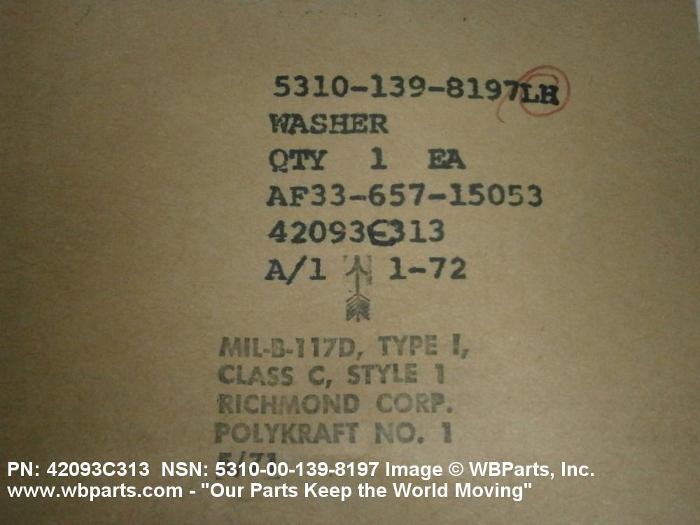 5310-139-8197LH
WASHER
QTY 1 EA
AF33-657-15053
42093C313
A/1 1-72
MIL-B-117D, TYPE I,
CLASS C, STYLE 1
RICHMOND CORP.
POLYKRAFT NO. 1
5/71
PN: 42093C313 NSN: 5310-00-139-8197 Image © WBParts, Inc.
www.wbparts.com - "Our Parts Keep the World Moving"